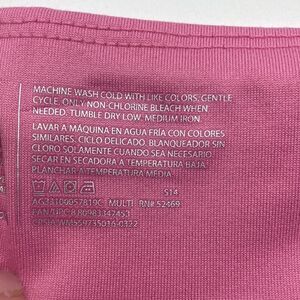 MACHINE WASH COLD WITH LIKE COLORS, GENTLE
CYCLE. ONLY NON-CHLORINE BLEACH WHEN
NEEDED. TUMBLE DRY LOW. MEDIUM IRON.
LAVAR A MÁQUINA EN AGUA FRÍA CON COLORES
SIMILARES. CICLO DELICADO. BLANQUEADOR SIN
CLORO SOLAMENTE CUANDO SEA NECESARIO.
SECAR EN SECADORA A TEMPERATURA BAJA.
PLANCHAR A TEMPERATURA MEDIA.
S14
MULTI RN# 52469